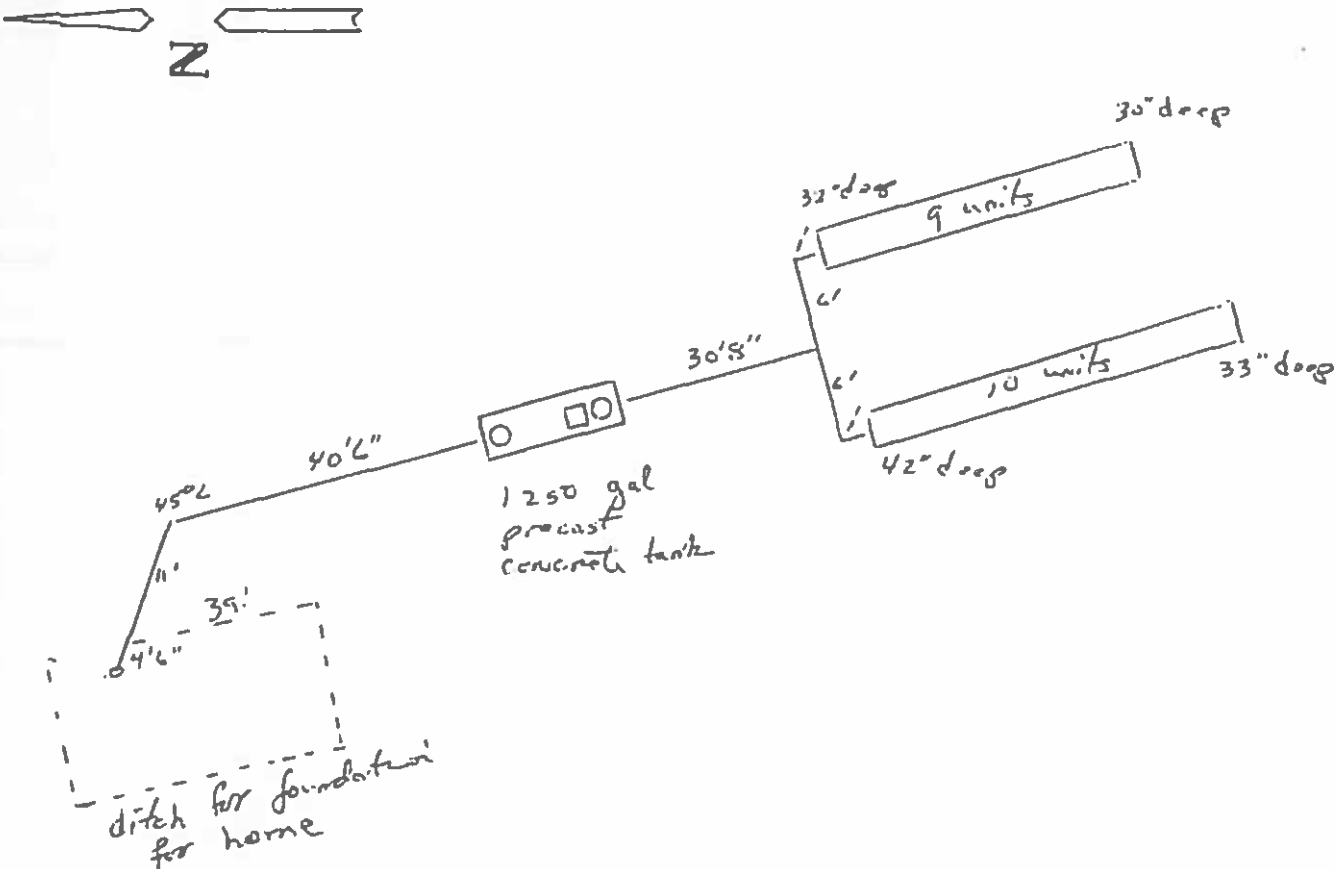 N
30" deep
32" deep
9 units
1'
6'
30'8"
6'
10 units
1'
33" deep
42" deep
40'6"
1250 gal
precast
concrete tank
45°L
11'
39'
4'6"
ditch for foundation
for home